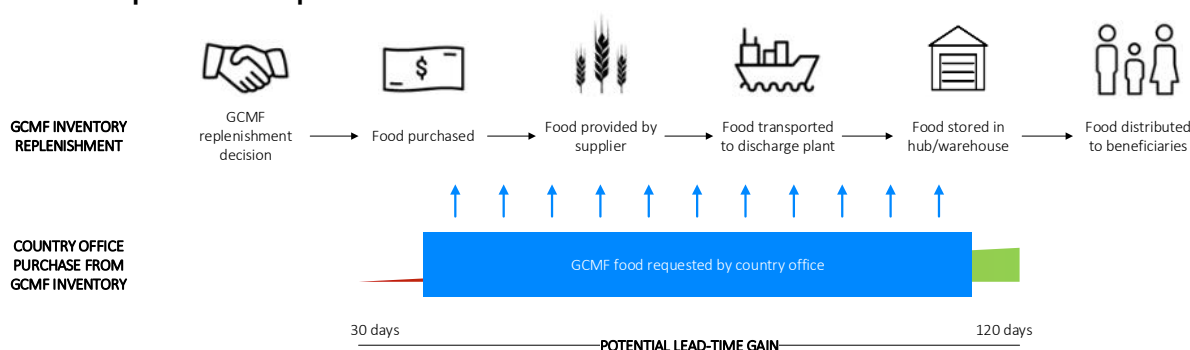 $
GCMF INVENTORY
REPLENISHMENT
GCMF
replenishment
decision
Food purchased
Food provided by
supplier
Food transported
to discharge plant
Food stored in
hub/warehouse
Food distributed
to beneficiaries
COUNTRY OFFICE
PURCHASE FROM
GCMF INVENTORY
GCMF food requested by country office
30 days
120 days
POTENTIAL LEAD-TIME GAIN